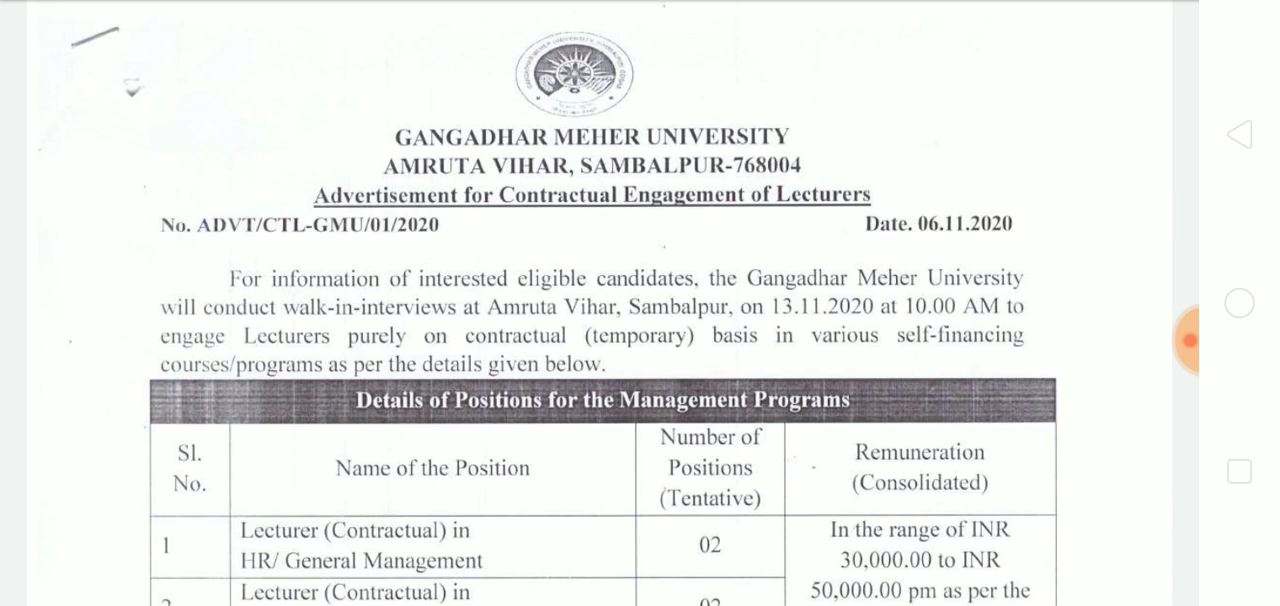 GANGADHAR MEHER UNIVERSITY
AMRUTA VIHAR, SAMBALPUR-768004
Advertisement for Contractual Engagement of Lecturers
No. ADVT/CTL-GMU/01/2020 Date. 06.11.2020
For information of interested eligible candidates, the Gangadhar Meher University
will conduct walk-in-interviews at Amruta Vihar, Sambalpur, on 13.11.2020 at 10.00 AM to
engage Lecturers purely on contractual (temporary) basis in various self-financing
courses/programs as per the details given below.
Details of Positions for the Management Programs
Sl.
No.
Name of the Position
Number of
Positions
(Tentative)
Remuneration
(Consolidated)
1
Lecturer (Contractual) in
HR/ General Management
02
In the range of INR
30,000.00 to INR
50,000.00 pm as per the
Lecturer (Contractual) in